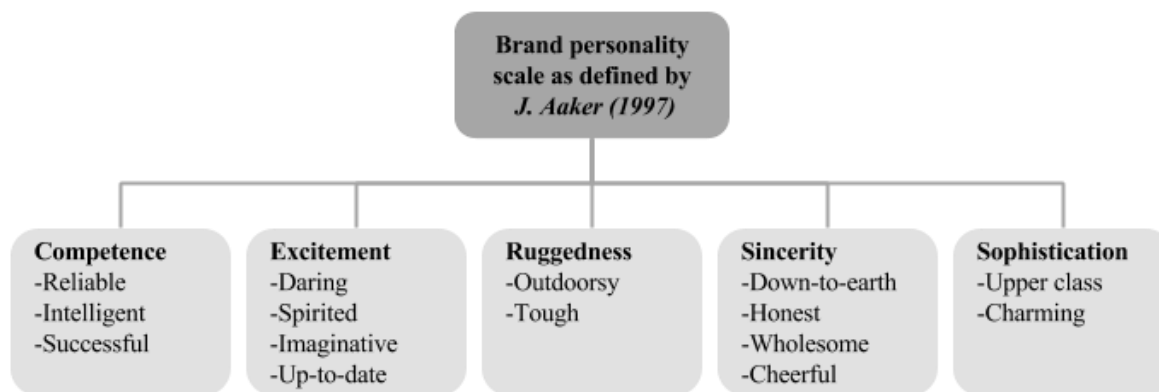 Brand personality
scale as defined by
J. Aaker (1997)
Competence
-Reliable
-Intelligent
-Successful
Excitement
-Daring
-Spirited
-Imaginative
-Up-to-date
Ruggedness
-Outdoorsy
-Tough
Sincerity
-Down-to-earth
-Honest
-Wholesome
-Cheerful
Sophistication
-Upper class
-Charming